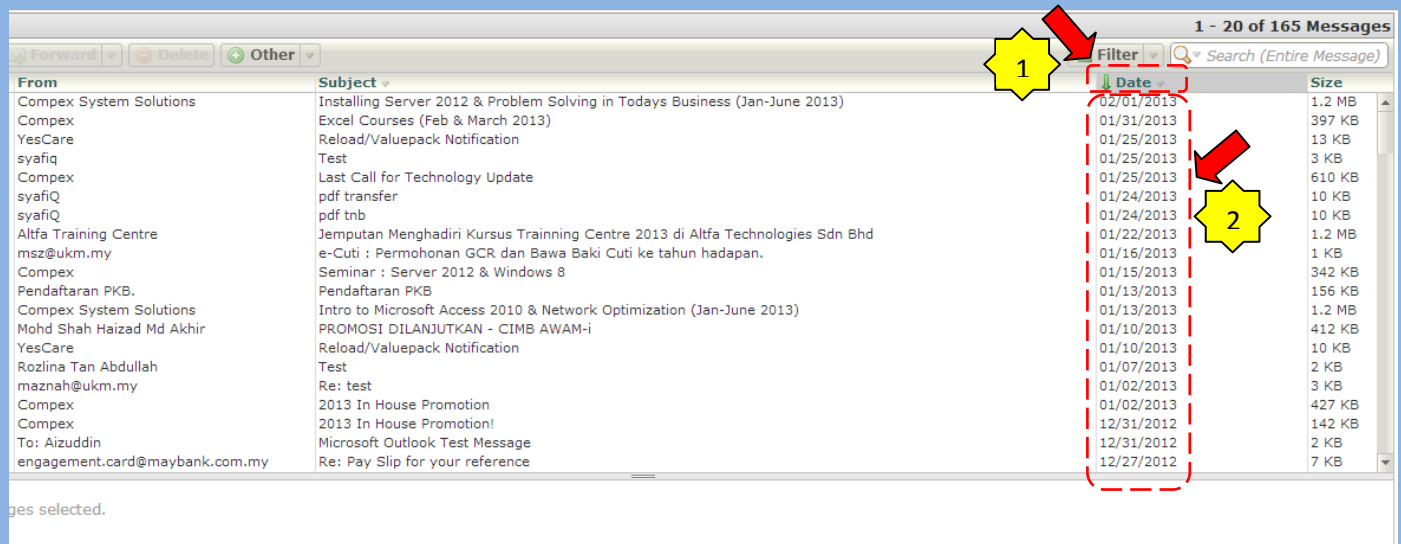 1 - 20 of 165 Messages
Forward Delete Other Filter Search (Entire Message)
1
From Subject Date Size
Compex System Solutions Installing Server 2012 & Problem Solving in Todays Business (Jan-June 2013) 02/01/2013 1.2 MB
Compex Excel Courses (Feb & March 2013) 01/31/2013 397 KB
YesCare Reload/Valuepack Notification 01/25/2013 13 KB
syafiq Test 01/25/2013 3 KB
Compex Last Call for Technology Update 01/25/2013 610 KB
syafiQ pdf transfer 01/24/2013 10 KB
syafiQ pdf tnb 01/24/2013 10 KB
2
Altfa Training Centre Jemputan Menghadiri Kursus Trainning Centre 2013 di Altfa Technologies Sdn Bhd 01/22/2013 1.2 MB
msz@ukm.my e-Cuti : Permohonan GCR dan Bawa Baki Cuti ke tahun hadapan. 01/16/2013 1 KB
Compex Seminar : Server 2012 & Windows 8 01/15/2013 342 KB
Pendaftaran PKB. Pendaftaran PKB 01/13/2013 156 KB
Compex System Solutions Intro to Microsoft Access 2010 & Network Optimization (Jan-June 2013) 01/13/2013 1.2 MB
Mohd Shah Haizad Md Akhir PROMOSI DILANJUTKAN - CIMB AWAM-i 01/10/2013 412 KB
YesCare Reload/Valuepack Notification 01/10/2013 10 KB
Rozlina Tan Abdullah Test 01/07/2013 2 KB
maznah@ukm.my Re: test 01/02/2013 3 KB
Compex 2013 In House Promotion 01/02/2013 427 KB
Compex 2013 In House Promotion! 12/31/2012 142 KB
To: Aizuddin Microsoft Outlook Test Message 12/31/2012 2 KB
engagement.card@maybank.com.my Re: Pay Slip for your reference 12/27/2012 7 KB
ges selected.